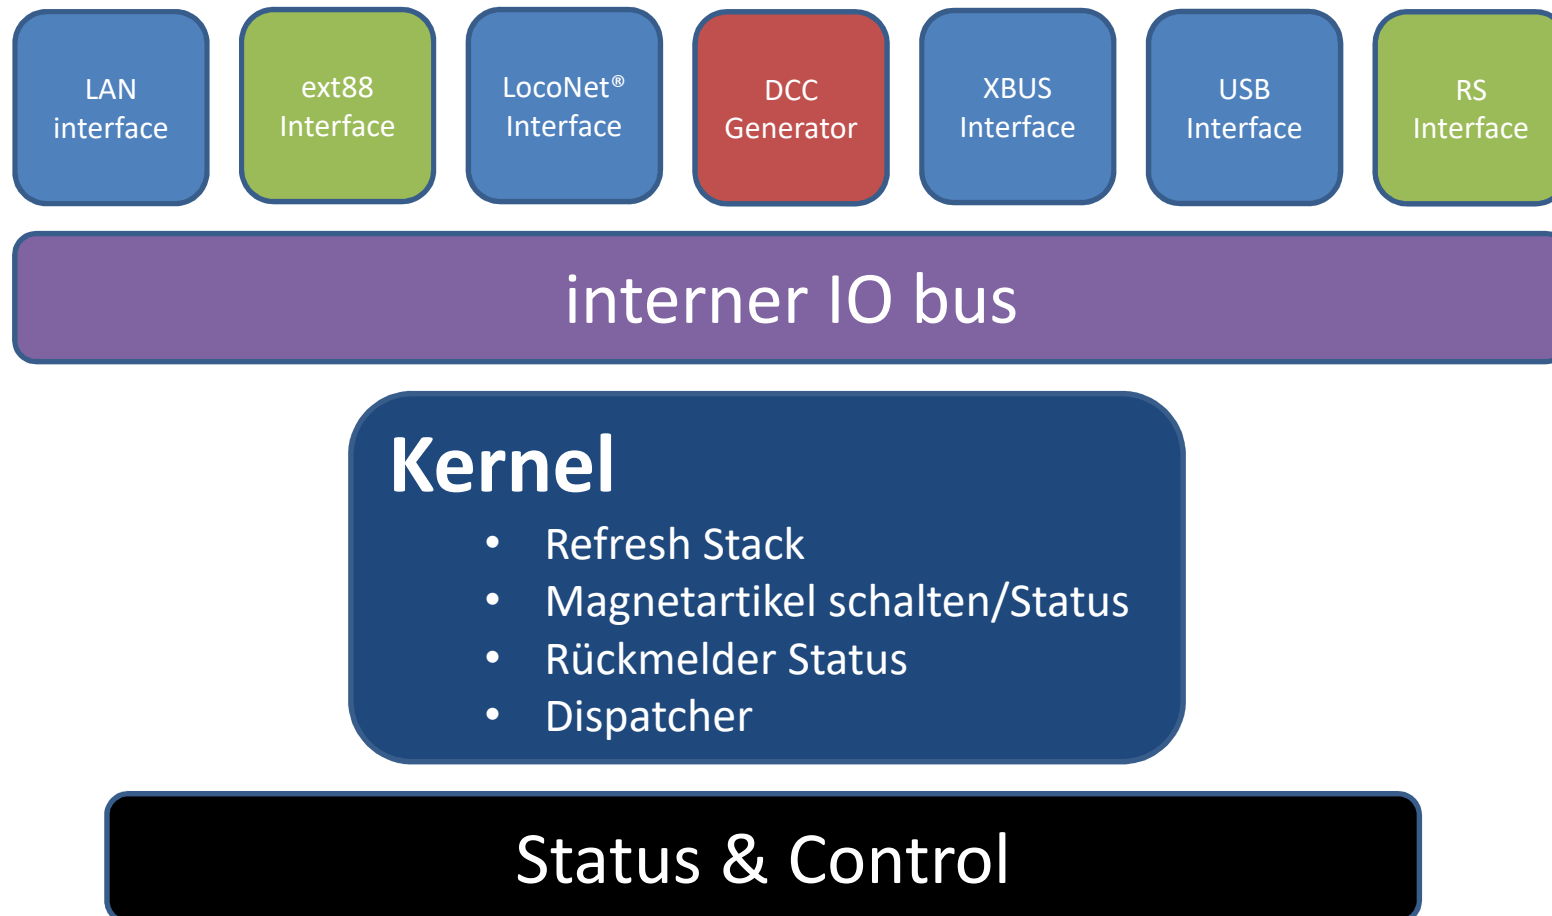 LAN
interface
ext88
Interface
LocoNet®
Interface
DCC
Generator
XBUS
Interface
USB
Interface
RS
Interface
interner IO bus
Kernel
• Refresh Stack
• Magnetartikel schalten/Status
• Rückmelder Status
• Dispatcher
Status & Control